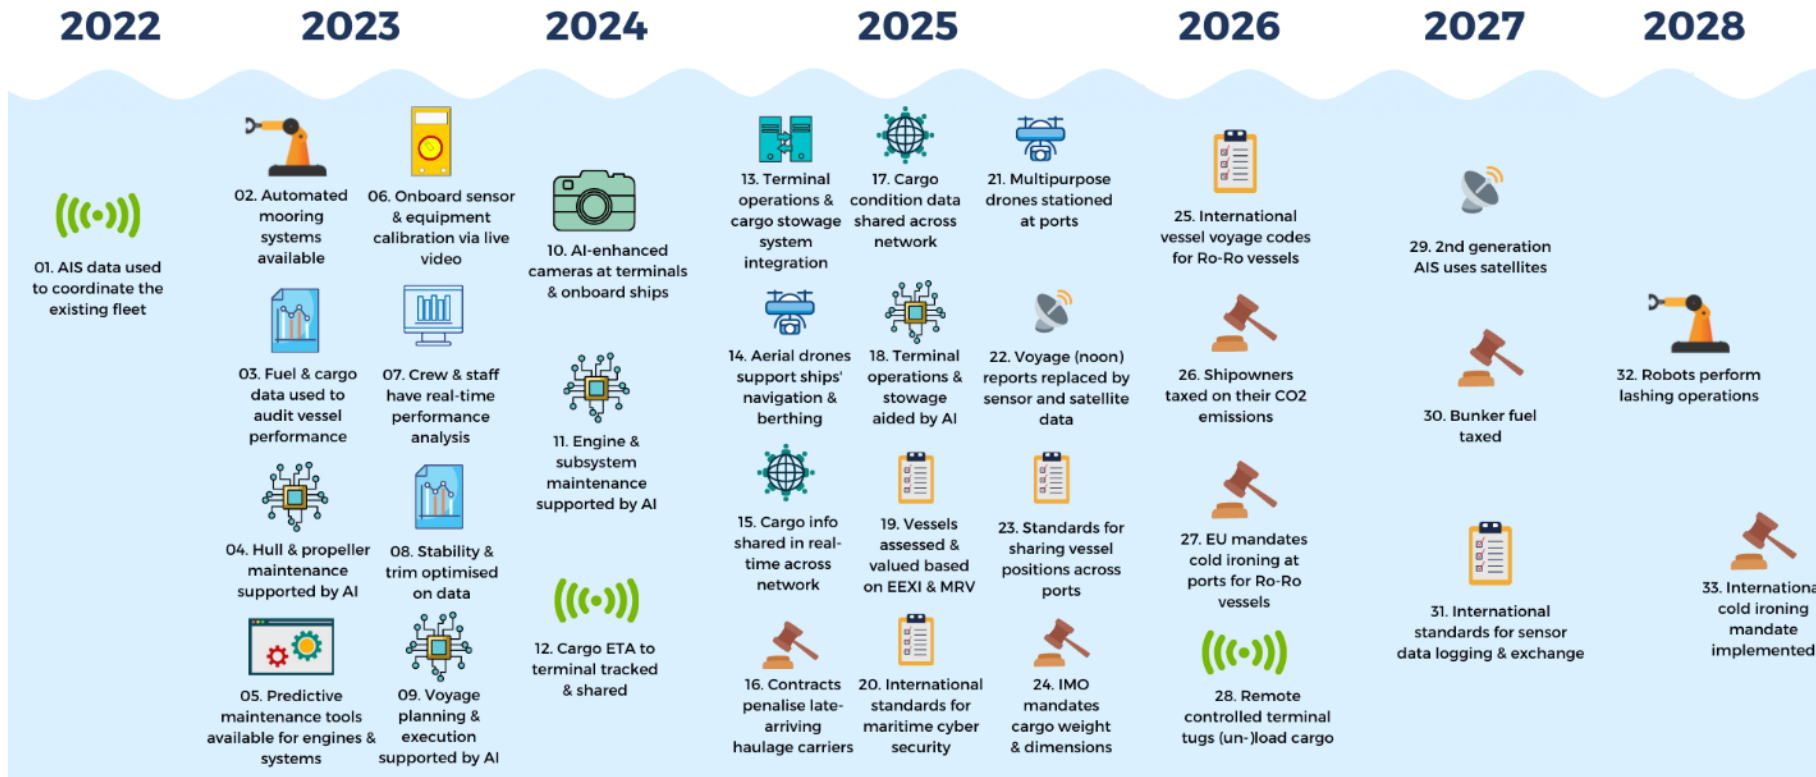 2022
2023
2024
2025
2026
2027
2028
01. AIS data used
to coordinate the
existing fleet
02. Automated
mooring
systems
available
03. Fuel & cargo
data used to
audit vessel
performance
04. Hull & propeller
maintenance
supported by AI
05. Predictive
maintenance tools
available for engines &
systems
06. Onboard sensor
& equipment
calibration via live
video
07. Crew & staff
have real-time
performance
analysis
08. Stability &
trim optimised
on data
09. Voyage
planning &
execution
supported by AI
10. AI-enhanced
cameras at terminals
& onboard ships
11. Engine &
subsystem
maintenance
supported by AI
12. Cargo ETA to
terminal tracked
& shared
13. Terminal
operations &
cargo stowage
system
integration
14. Aerial drones
support ships'
navigation &
berthing
15. Cargo info
shared in real-
time across
network
16. Contracts
penalise late-
arriving
haulage carriers
17. Cargo
condition data
shared across
network
18. Terminal
operations &
stowage
aided by AI
19. Vessels
assessed &
valued based
on EEXI & MRV
20. International
standards for
maritime cyber
security
21. Multipurpose
drones stationed
at ports
22. Voyage (noon)
reports replaced by
sensor and satellite
data
23. Standards for
sharing vessel
positions across
ports
24. IMO
mandates
cargo weight
& dimensions
25. International
vessel voyage codes
for Ro-Ro vessels
26. Shipowners
taxed on their CO2
emissions
27. EU mandates
cold ironing at
ports for Ro-Ro
vessels
28. Remote
controlled terminal
tugs (un-)load cargo
29. 2nd generation
AIS uses satellites
30. Bunker fuel
taxed
31. International
standards for sensor
data logging & exchange
32. Robots perform
lashing operations
33. Internationa
cold ironing
mandate
implemented